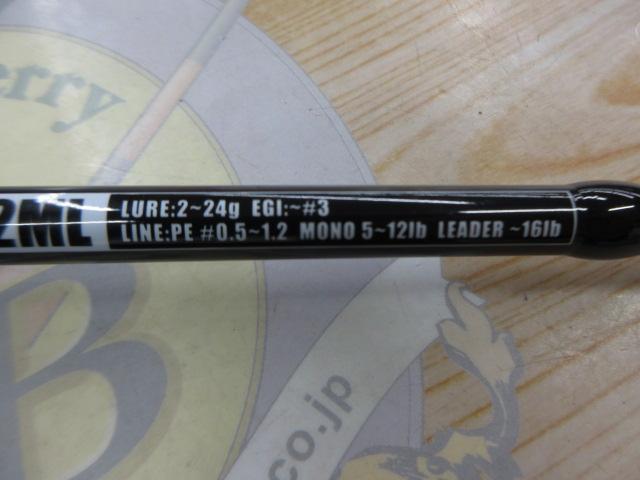 erry
2ML
LURE:2~24g EGI:~#3
LINE:PE #0.5~1.2 MONO 5~12lb LEADER ~16lb
B
co.jp